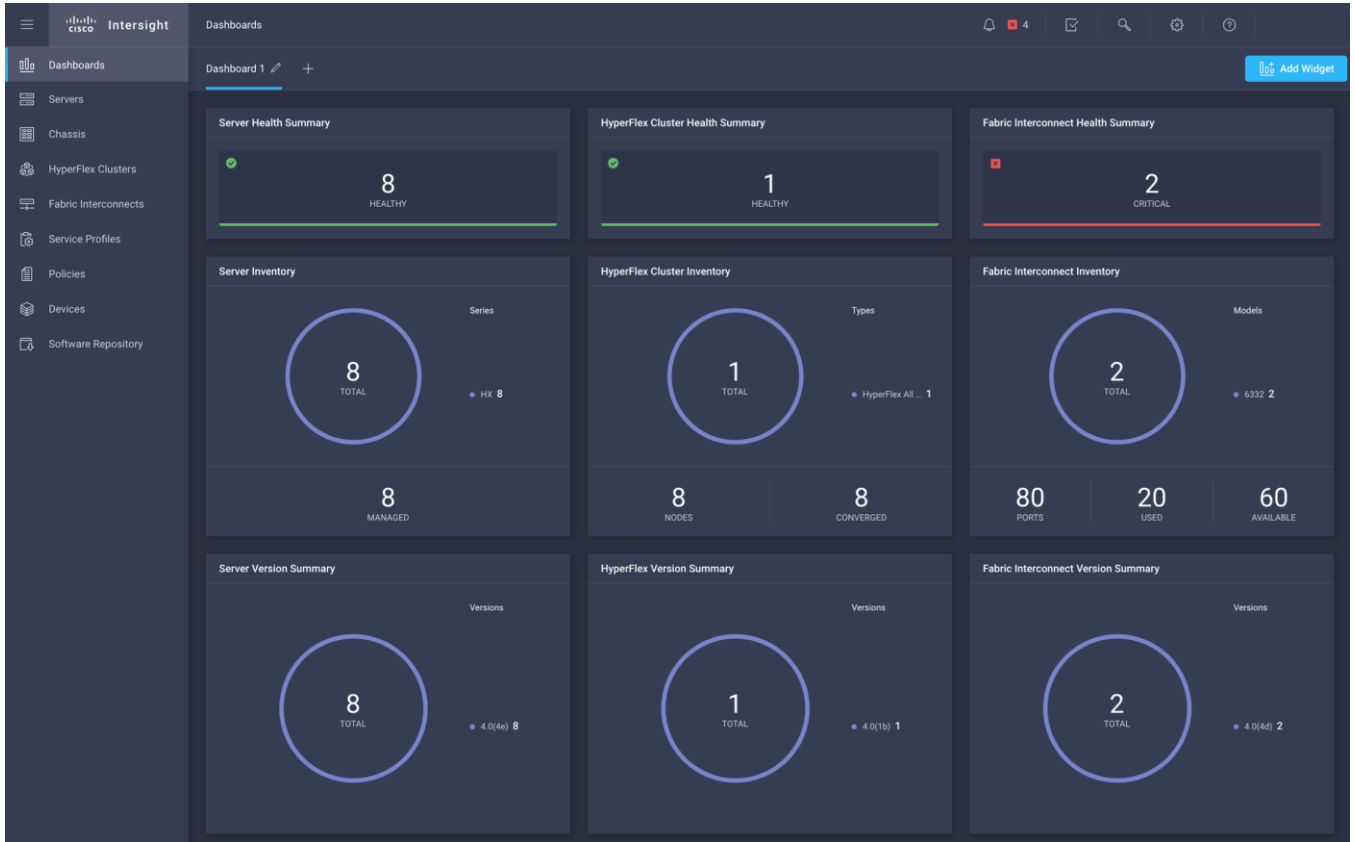 CISCO Intersight
Dashboards
4
Dashboards
Servers
Chassis
HyperFlex Clusters
Fabric Interconnects
Service Profiles
Policies
Devices
Software Repository
Dashboard 1
Add Widget
Server Health Summary
8
HEALTHY
HyperFlex Cluster Health Summary
1
HEALTHY
Fabric Interconnect Health Summary
2
CRITICAL
Server Inventory
Series
8
TOTAL
HX 8
8
MANAGED
HyperFlex Cluster Inventory
Types
1
TOTAL
HyperFlex All ... 1
8
NODES
8
CONVERGED
Fabric Interconnect Inventory
Models
2
TOTAL
6332 2
80
PORTS
20
USED
60
AVAILABLE
Server Version Summary
Versions
8
TOTAL
4.0(4e) 8
HyperFlex Version Summary
Versions
1
TOTAL
4.0(1b) 1
Fabric Interconnect Version Summary
Versions
2
TOTAL
4.0(4d) 2